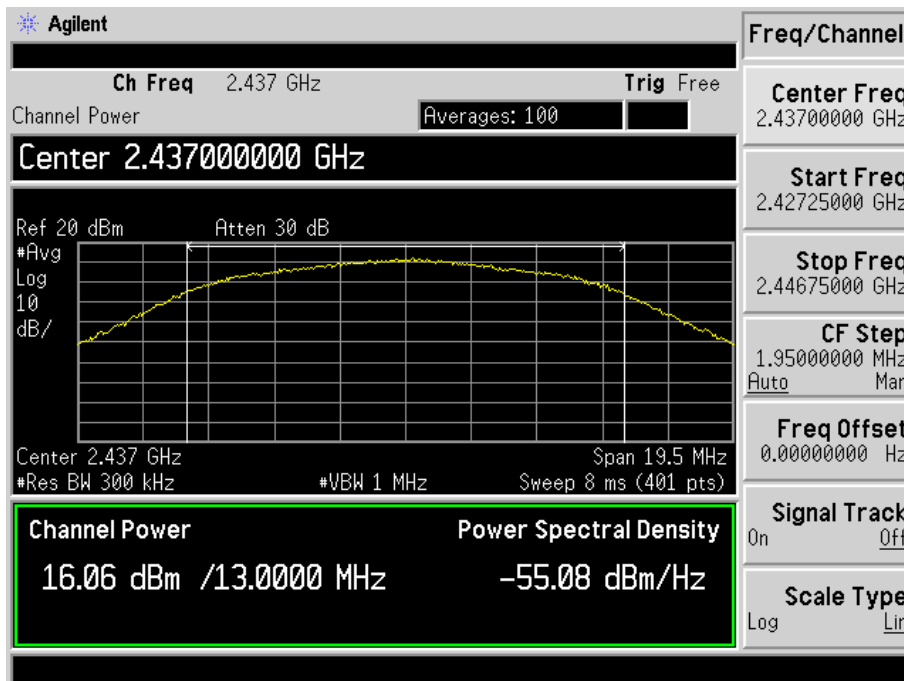 Agilent
Freq/Channel
Ch Freq 2.437 GHz Trig Free
Channel Power Averages: 100
Center 2.437000000 GHz
Ref 20 dBm Atten 30 dB
#Avg
Log
10
dB/
Center 2.437 GHz Span 19.5 MHz
#Res BW 300 kHz #VBW 1 MHz Sweep 8 ms (401 pts)
Channel Power Power Spectral Density
16.06 dBm /13.0000 MHz -55.08 dBm/Hz
Center Freq
2.43700000 GHz
Start Freq
2.42725000 GHz
Stop Freq
2.44675000 GHz
CF Step
1.95000000 MHz
Auto Man
Freq Offset
0.00000000 Hz
Signal Track
On Off
Scale Type
Log Lin